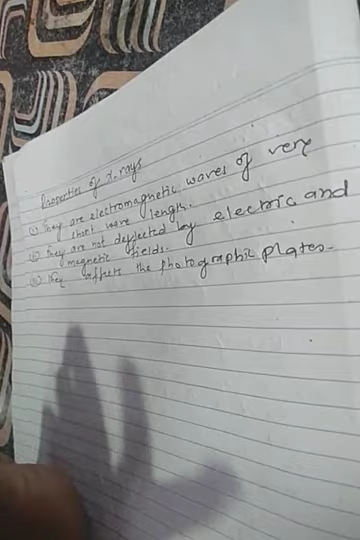 Properties of X-rays
(i) They are electromagnetic waves of very
short wave length.
(ii) They are not deflected by electric and
magnetic fields.
(iii) They affects the photographic plates.